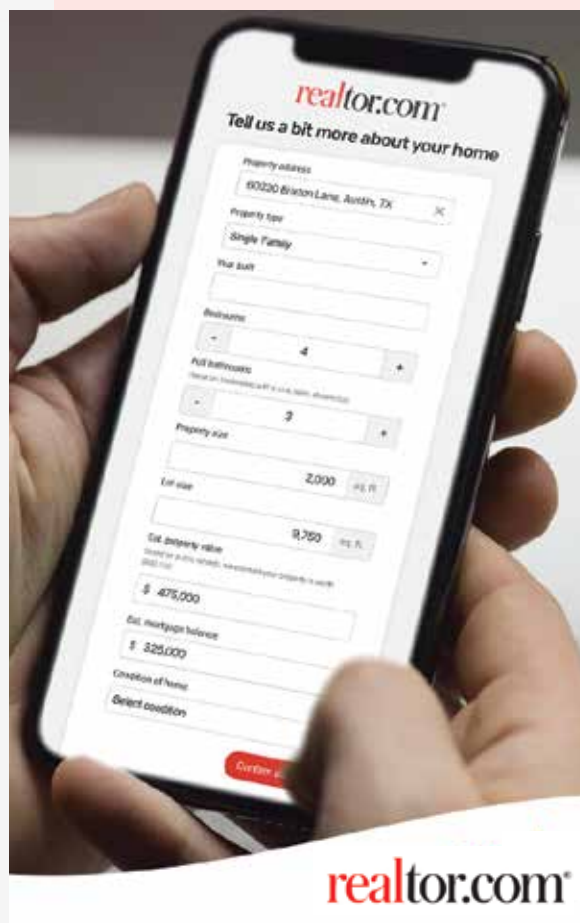 realtor.com
Tell us a bit more about your home
Property address
60220 Brixton Lane, Austin, TX
Property type
Single Family
Year built
Bedrooms
- 4 +
Full bathrooms
- 3 +
Property size
2,000 sq. ft.
Lot size
9,750 sq. ft.
Est. property value
$ 475,000
Est. mortgage balance
$ 325,000
Condition of home
Select condition
Confirm
realtor.com